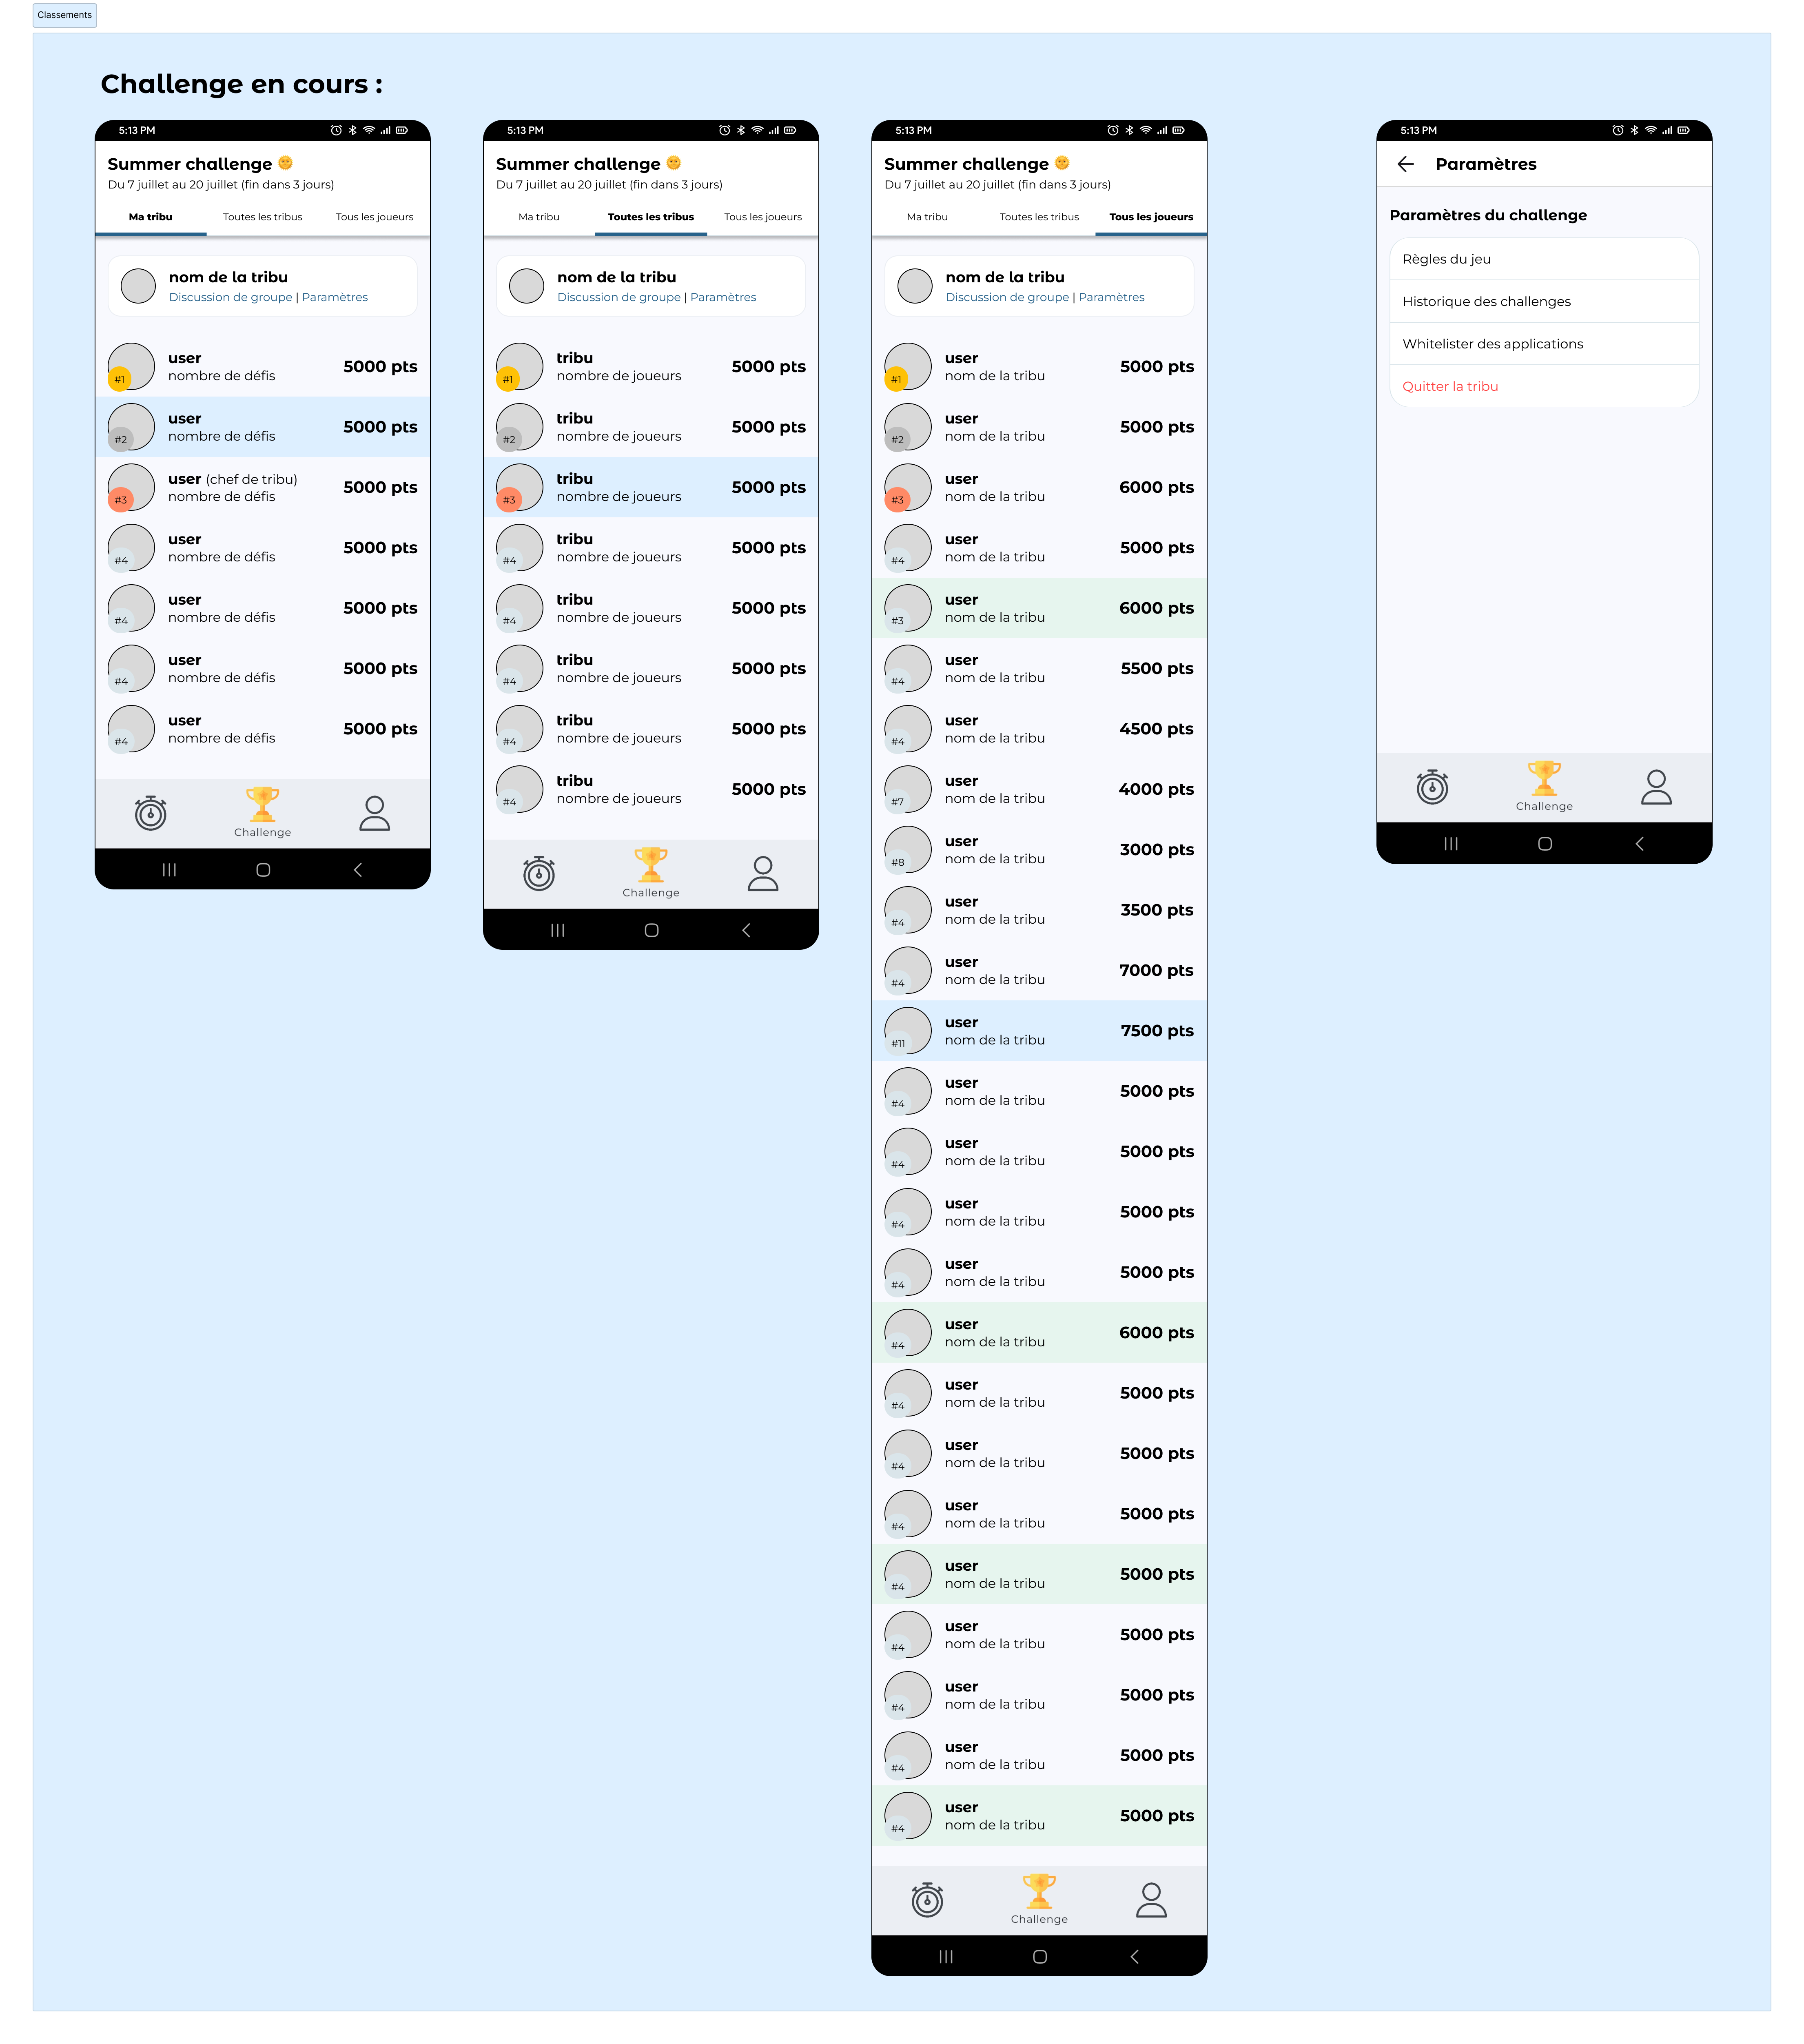 Classements
Challenge en cours :
5:13 PM
Summer challenge
Du 7 juillet au 20 juillet (fin dans 3 jours)
Ma tribu Toutes les tribus Tous les joueurs
nom de la tribu
Discussion de groupe | Paramètres
user
nombre de défis
#1
5000 pts
user
nombre de défis
#2
5000 pts
user (chef de tribu)
nombre de défis
#3
5000 pts
user
nombre de défis
#4
5000 pts
user
nombre de défis
#4
5000 pts
user
nombre de défis
#4
5000 pts
user
nombre de défis
#4
5000 pts
Challenge
5:13 PM
Summer challenge
Du 7 juillet au 20 juillet (fin dans 3 jours)
Ma tribu Toutes les tribus Tous les joueurs
nom de la tribu
Discussion de groupe | Paramètres
tribu
nombre de joueurs
#1
5000 pts
tribu
nombre de joueurs
#2
5000 pts
tribu
nombre de joueurs
#3
5000 pts
tribu
nombre de joueurs
#4
5000 pts
tribu
nombre de joueurs
#4
5000 pts
tribu
nombre de joueurs
#4
5000 pts
tribu
nombre de joueurs
#4
5000 pts
tribu
nombre de joueurs
#4
5000 pts
Challenge
5:13 PM
Summer challenge
Du 7 juillet au 20 juillet (fin dans 3 jours)
Ma tribu Toutes les tribus Tous les joueurs
nom de la tribu
Discussion de groupe | Paramètres
user
nom de la tribu
#1
5000 pts
user
nom de la tribu
#2
5000 pts
user
nom de la tribu
#3
6000 pts
user
nom de la tribu
#4
5000 pts
user
nom de la tribu
#3
6000 pts
user
nom de la tribu
#4
5500 pts
user
nom de la tribu
#4
4500 pts
user
nom de la tribu
#7
4000 pts
user
nom de la tribu
#8
3000 pts
user
nom de la tribu
#4
3500 pts
user
nom de la tribu
#4
7000 pts
user
nom de la tribu
#11
7500 pts
user
nom de la tribu
#4
5000 pts
user
nom de la tribu
#4
5000 pts
user
nom de la tribu
#4
5000 pts
user
nom de la tribu
#4
5000 pts
user
nom de la tribu
#4
6000 pts
user
nom de la tribu
#4
5000 pts
user
nom de la tribu
#4
5000 pts
user
nom de la tribu
#4
5000 pts
user
nom de la tribu
#4
5000 pts
user
nom de la tribu
#4
5000 pts
user
nom de la tribu
#4
5000 pts
user
nom de la tribu
#4
5000 pts
user
nom de la tribu
#4
5000 pts
Challenge
5:13 PM
Paramètres
Paramètres du challenge
Règles du jeu
Historique des challenges
Whitelister des applications
Quitter la tribu
Challenge